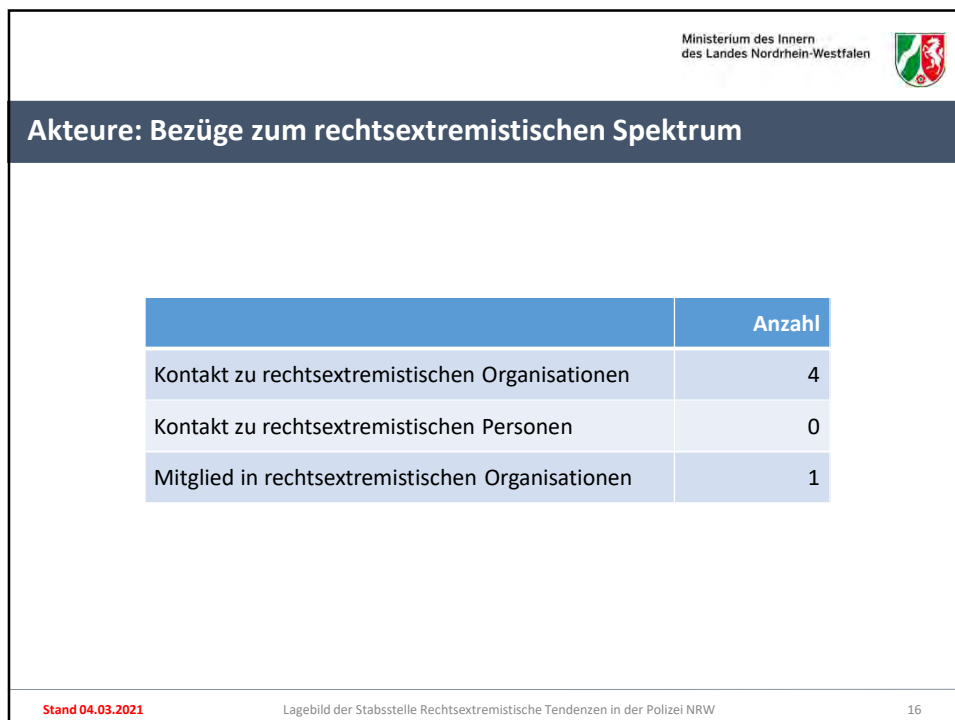 Ministerium des Innern
des Landes Nordrhein-Westfalen
Akteure: Bezüge zum rechtsextremistischen Spektrum
Anzahl
Kontakt zu rechtsextremistischen Organisationen 4
Kontakt zu rechtsextremistischen Personen 0
Mitglied in rechtsextremistischen Organisationen 1
Stand 04.03.2021 Lagebild der Stabsstelle Rechtsextremistische Tendenzen in der Polizei NRW 16